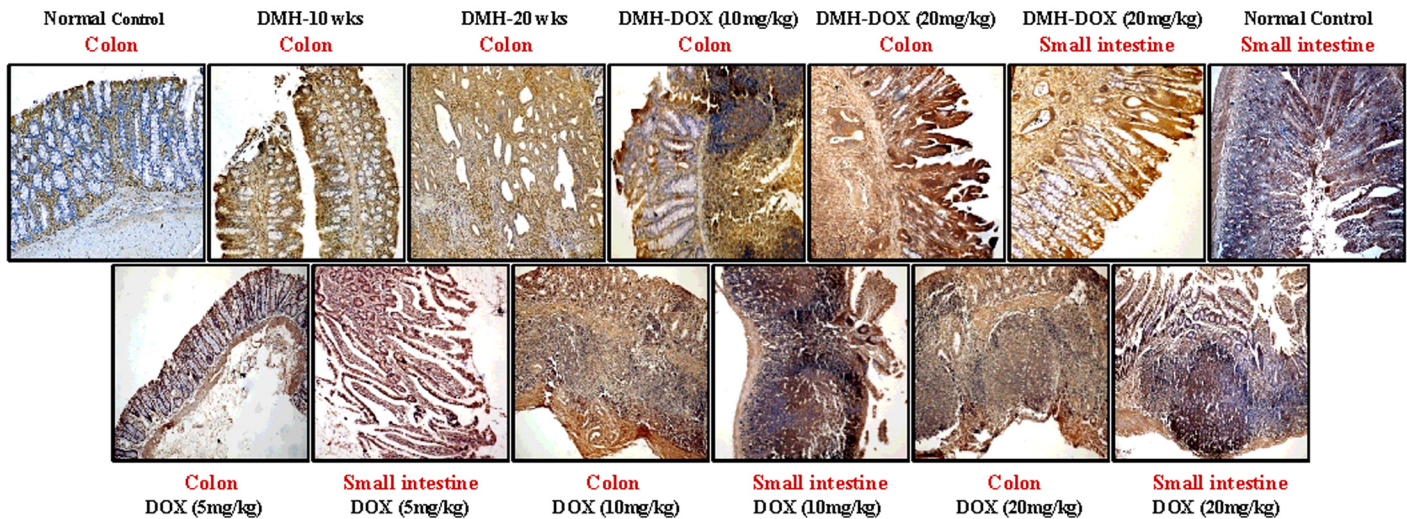 Normal Control DMH-10 wks DMH-20 wks DMH-DOX (10mg/kg) DMH-DOX (20mg/kg) DMH-DOX (20mg/kg) Normal Control
Colon Colon Colon Colon Colon Small intestine Small intestine
Colon Small intestine Colon Small intestine Colon Small intestine
DOX (5mg/kg) DOX (5mg/kg) DOX (10mg/kg) DOX (10mg/kg) DOX (20mg/kg) DOX (20mg/kg)